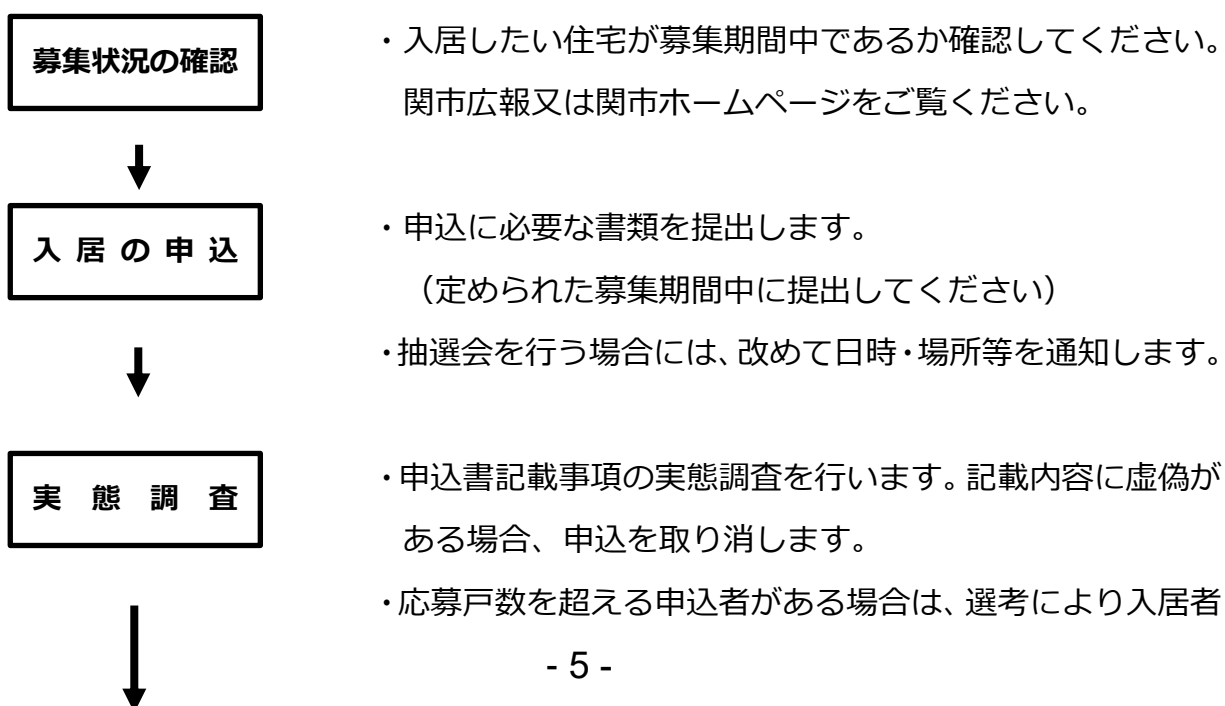 募集状況の確認
・入居したい住宅が募集期間中であるか確認してください。
関市広報又は関市ホームページをご覧ください。
入居の申込
・申込に必要な書類を提出します。
（定められた募集期間中に提出してください）
・抽選会を行う場合には、改めて日時・場所等を通知します。
実態調査
・申込書記載事項の実態調査を行います。記載内容に虚偽が
ある場合、申込を取り消します。
・応募戸数を超える申込者がある場合は、選考により入居者
- 5 -